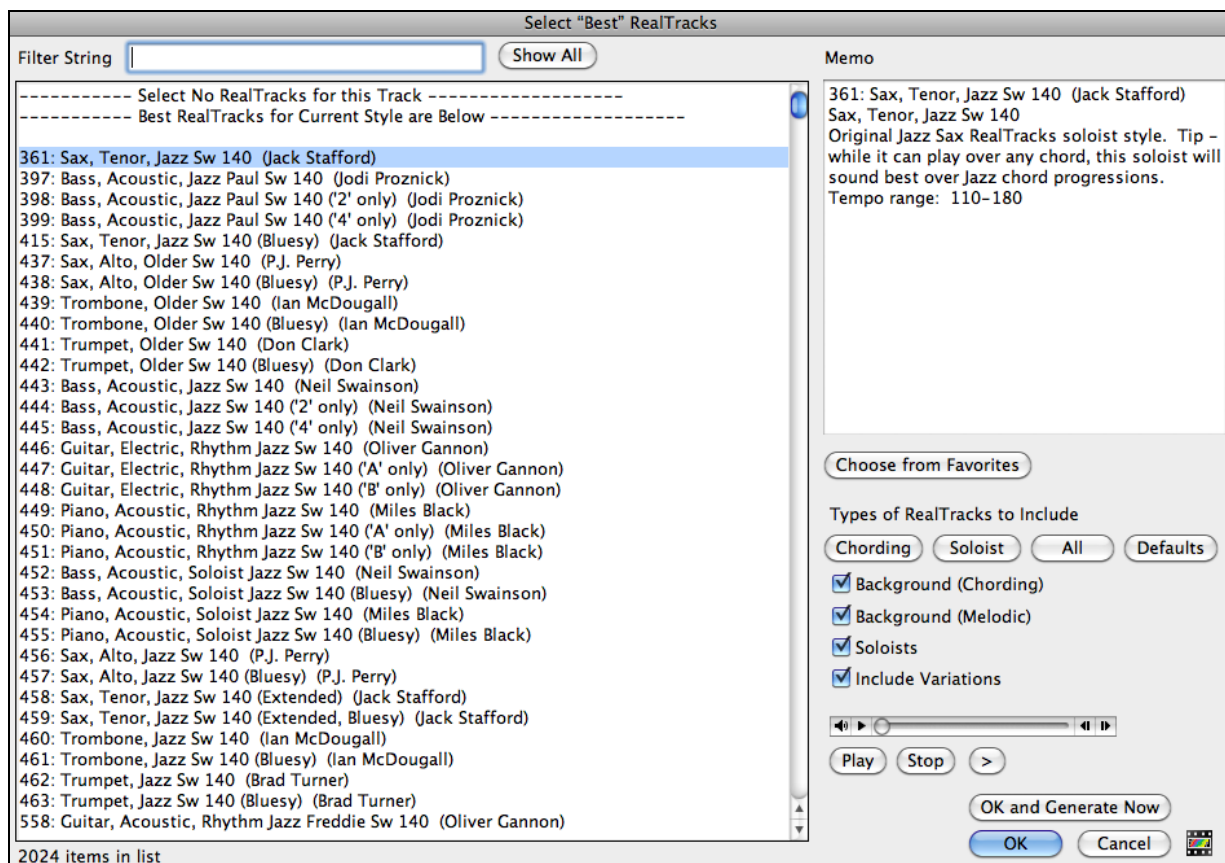 Select “Best” RealTracks
Filter String
Show All
----------- Select No RealTracks for this Track -------------------
----------- Best RealTracks for Current Style are Below -------------------
361: Sax, Tenor, Jazz Sw 140  (Jack Stafford)
397: Bass, Acoustic, Jazz Paul Sw 140  (Jodi Proznick)
398: Bass, Acoustic, Jazz Paul Sw 140 ('2' only)  (Jodi Proznick)
399: Bass, Acoustic, Jazz Paul Sw 140 ('4' only)  (Jodi Proznick)
415: Sax, Tenor, Jazz Sw 140 (Bluesy)  (Jack Stafford)
437: Sax, Alto, Older Sw 140  (P.J. Perry)
438: Sax, Alto, Older Sw 140 (Bluesy)  (P.J. Perry)
439: Trombone, Older Sw 140  (Ian McDougall)
440: Trombone, Older Sw 140 (Bluesy)  (Ian McDougall)
441: Trumpet, Older Sw 140  (Don Clark)
442: Trumpet, Older Sw 140 (Bluesy)  (Don Clark)
443: Bass, Acoustic, Jazz Sw 140  (Neil Swainson)
444: Bass, Acoustic, Jazz Sw 140 ('2' only)  (Neil Swainson)
445: Bass, Acoustic, Jazz Sw 140 ('4' only)  (Neil Swainson)
446: Guitar, Electric, Rhythm Jazz Sw 140  (Oliver Gannon)
447: Guitar, Electric, Rhythm Jazz Sw 140 ('A' only)  (Oliver Gannon)
448: Guitar, Electric, Rhythm Jazz Sw 140 ('B' only)  (Oliver Gannon)
449: Piano, Acoustic, Rhythm Jazz Sw 140  (Miles Black)
450: Piano, Acoustic, Rhythm Jazz Sw 140 ('A' only)  (Miles Black)
451: Piano, Acoustic, Rhythm Jazz Sw 140 ('B' only)  (Miles Black)
452: Bass, Acoustic, Soloist Jazz Sw 140  (Neil Swainson)
453: Bass, Acoustic, Soloist Jazz Sw 140 (Bluesy)  (Neil Swainson)
454: Piano, Acoustic, Soloist Jazz Sw 140  (Miles Black)
455: Piano, Acoustic, Soloist Jazz Sw 140 (Bluesy)  (Miles Black)
456: Sax, Alto, Jazz Sw 140  (P.J. Perry)
457: Sax, Alto, Jazz Sw 140 (Bluesy)  (P.J. Perry)
458: Sax, Tenor, Jazz Sw 140 (Extended)  (Jack Stafford)
459: Sax, Tenor, Jazz Sw 140 (Extended, Bluesy)  (Jack Stafford)
460: Trombone, Jazz Sw 140  (Ian McDougall)
461: Trombone, Jazz Sw 140 (Bluesy)  (Ian McDougall)
462: Trumpet, Jazz Sw 140  (Brad Turner)
463: Trumpet, Jazz Sw 140 (Bluesy)  (Brad Turner)
558: Guitar, Acoustic, Rhythm Jazz Freddie Sw 140  (Oliver Gannon)
2024 items in list
Memo
361: Sax, Tenor, Jazz Sw 140  (Jack Stafford)
Sax, Tenor, Jazz Sw 140
Original Jazz Sax RealTracks soloist style.  Tip –
while it can play over any chord, this soloist will
sound best over Jazz chord progressions.
Tempo range:  110-180
Choose from Favorites
Types of RealTracks to Include
Chording Soloist All Defaults
Background (Chording)
Background (Melodic)
Soloists
Include Variations
Play Stop >
OK and Generate Now
OK Cancel